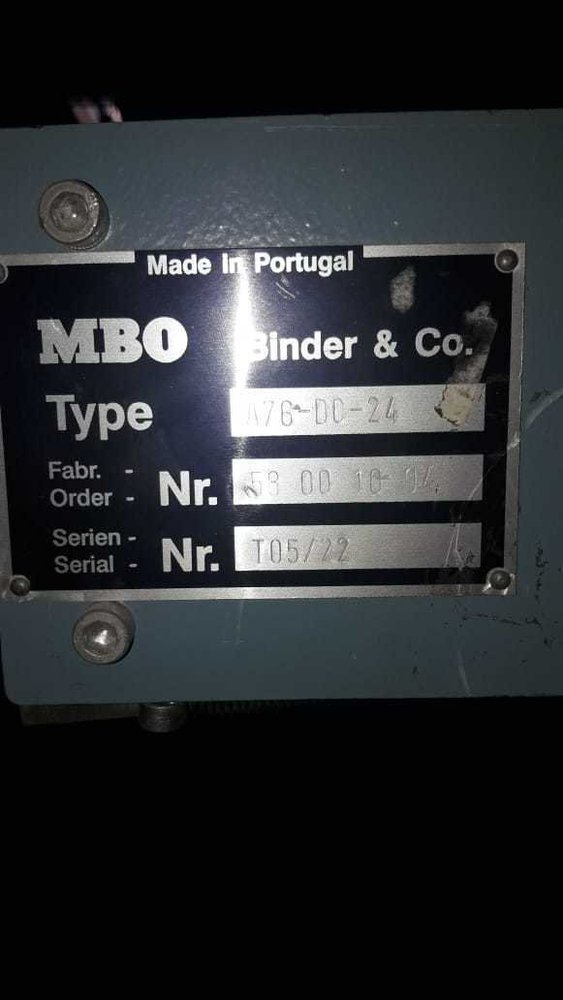 Made In Portugal
MBO Binder & Co.
Type A76-DD-24
Fabr. -
Order - Nr. 53 00 10 04
Serien -
Serial - Nr. T05/22